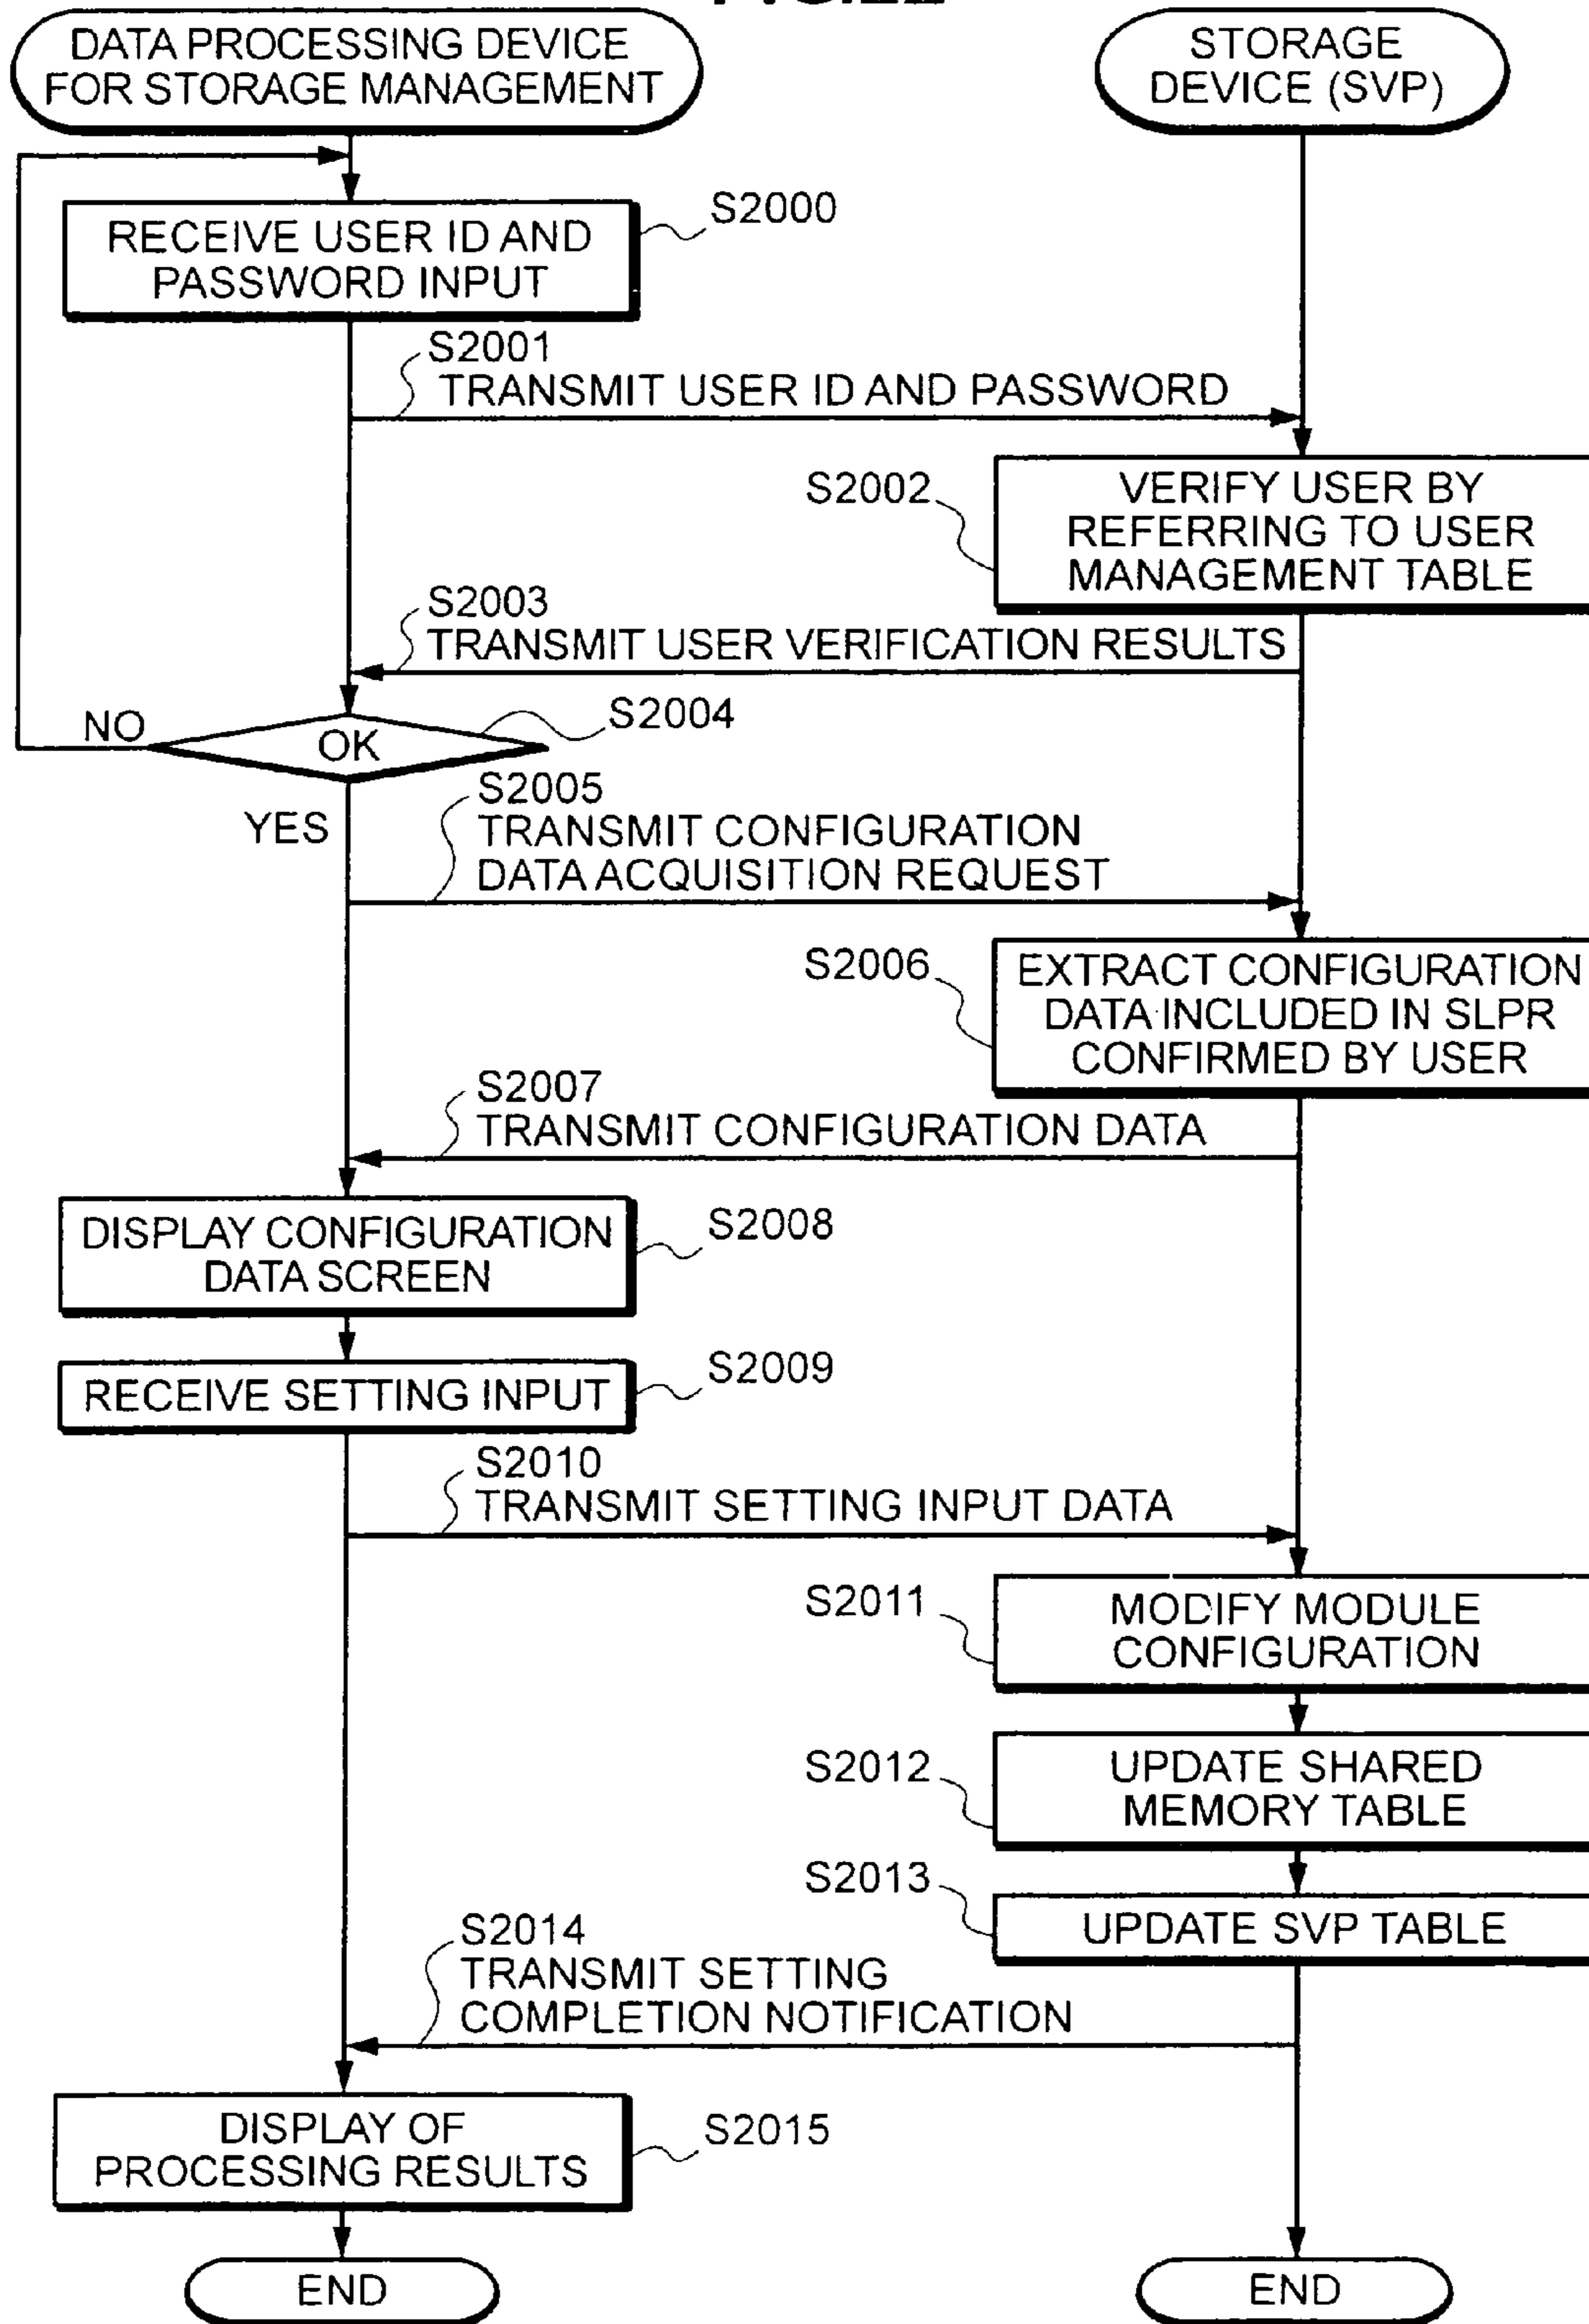 DATA PROCESSING DEVICE
FOR STORAGE MANAGEMENT
STORAGE
DEVICE (SVP)
RECEIVE USER ID AND
PASSWORD INPUT
S2000
S2001
TRANSMIT USER ID AND PASSWORD
S2002
VERIFY USER BY
REFERRING TO USER
MANAGEMENT TABLE
S2003
TRANSMIT USER VERIFICATION RESULTS
NO
OK
S2004
YES
S2005
TRANSMIT CONFIGURATION
DATA ACQUISITION REQUEST
S2006
EXTRACT CONFIGURATION
DATA INCLUDED IN SLPR
CONFIRMED BY USER
S2007
TRANSMIT CONFIGURATION DATA
DISPLAY CONFIGURATION
DATA SCREEN
S2008
RECEIVE SETTING INPUT
S2009
S2010
TRANSMIT SETTING INPUT DATA
S2011
MODIFY MODULE
CONFIGURATION
S2012
UPDATE SHARED
MEMORY TABLE
S2013
UPDATE SVP TABLE
S2014
TRANSMIT SETTING
COMPLETION NOTIFICATION
DISPLAY OF
PROCESSING RESULTS
S2015
END
END